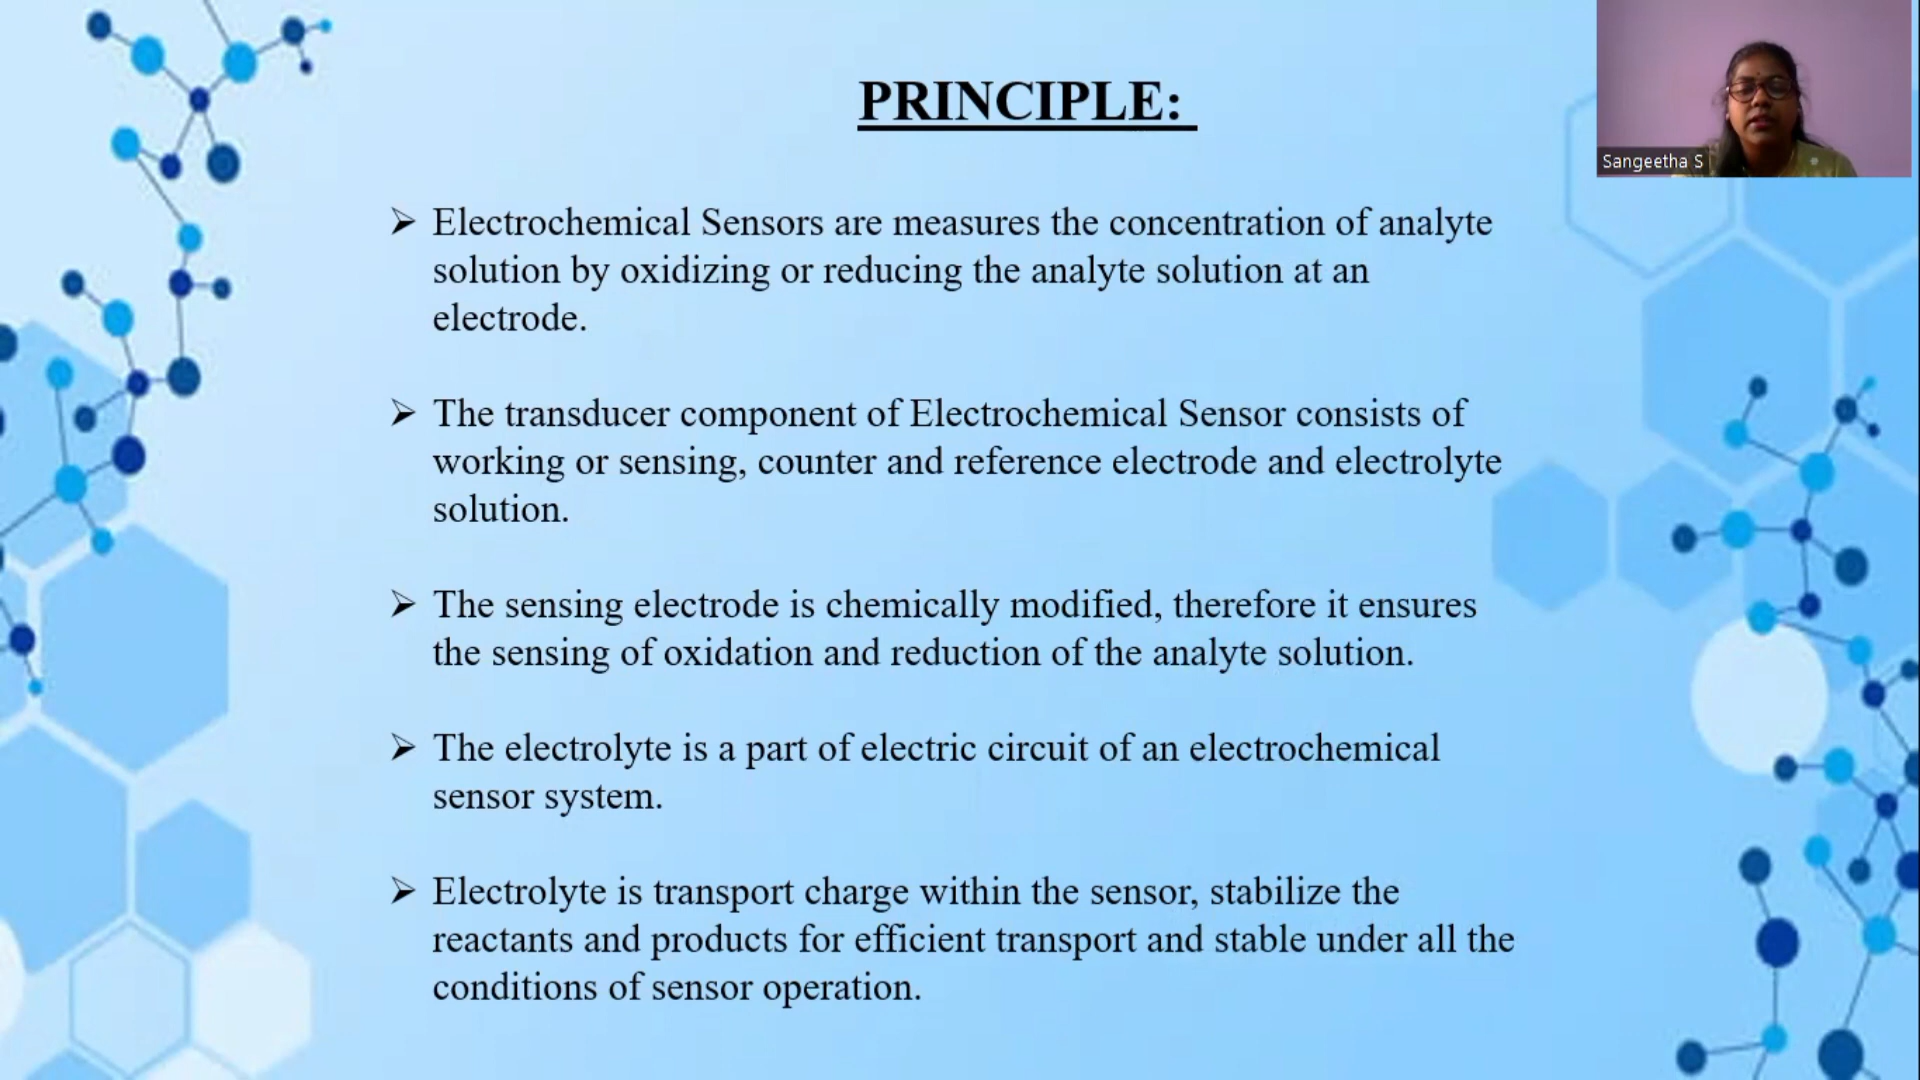 PRINCIPLE:
Sangeetha S
➢ Electrochemical Sensors are measures the concentration of analyte
solution by oxidizing or reducing the analyte solution at an
electrode.
➢ The transducer component of Electrochemical Sensor consists of
working or sensing, counter and reference electrode and electrolyte
solution.
➢ The sensing electrode is chemically modified, therefore it ensures
the sensing of oxidation and reduction of the analyte solution.
➢ The electrolyte is a part of electric circuit of an electrochemical
sensor system.
➢ Electrolyte is transport charge within the sensor, stabilize the
reactants and products for efficient transport and stable under all the
conditions of sensor operation.